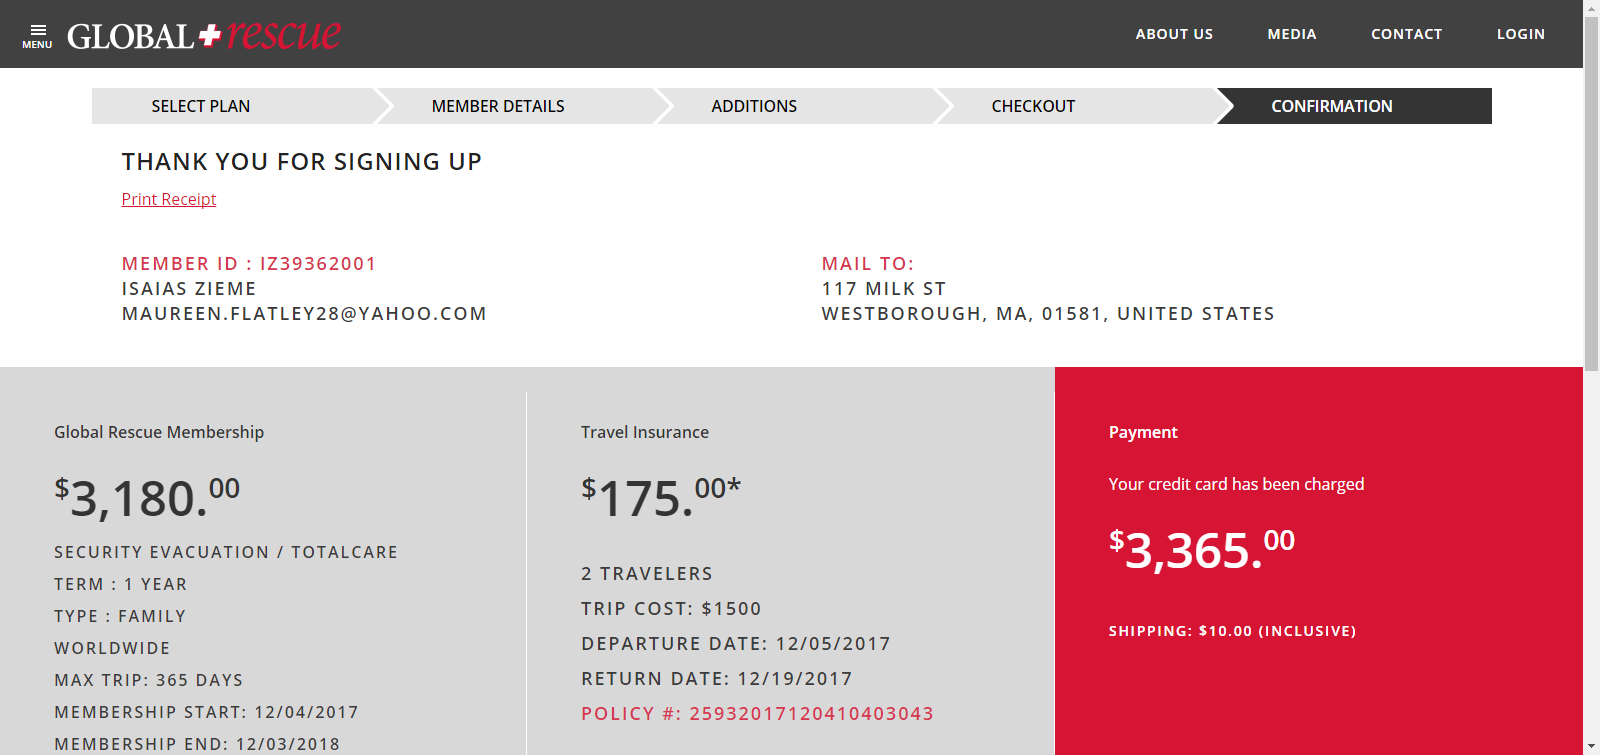 MENU
GLOBAL rescue
ABOUT US
MEDIA
CONTACT
LOGIN
SELECT PLAN
MEMBER DETAILS
ADDITIONS
CHECKOUT
CONFIRMATION
THANK YOU FOR SIGNING UP
Print Receipt
MEMBER ID : IZ39362001
ISAIAS ZIEME
MAUREEN.FLATLEY28@YAHOO.COM
MAIL TO:
117 MILK ST
WESTBOROUGH, MA, 01581, UNITED STATES
Global Rescue Membership
$3,180.00
SECURITY EVACUATION / TOTALCARE
TERM : 1 YEAR
TYPE : FAMILY
WORLDWIDE
MAX TRIP: 365 DAYS
MEMBERSHIP START: 12/04/2017
MEMBERSHIP END: 12/03/2018
Travel Insurance
$175.00*
2 TRAVELERS
TRIP COST: $1500
DEPARTURE DATE: 12/05/2017
RETURN DATE: 12/19/2017
POLICY #: 25932017120410403043
Payment
Your credit card has been charged
$3,365.00
SHIPPING: $10.00 (INCLUSIVE)